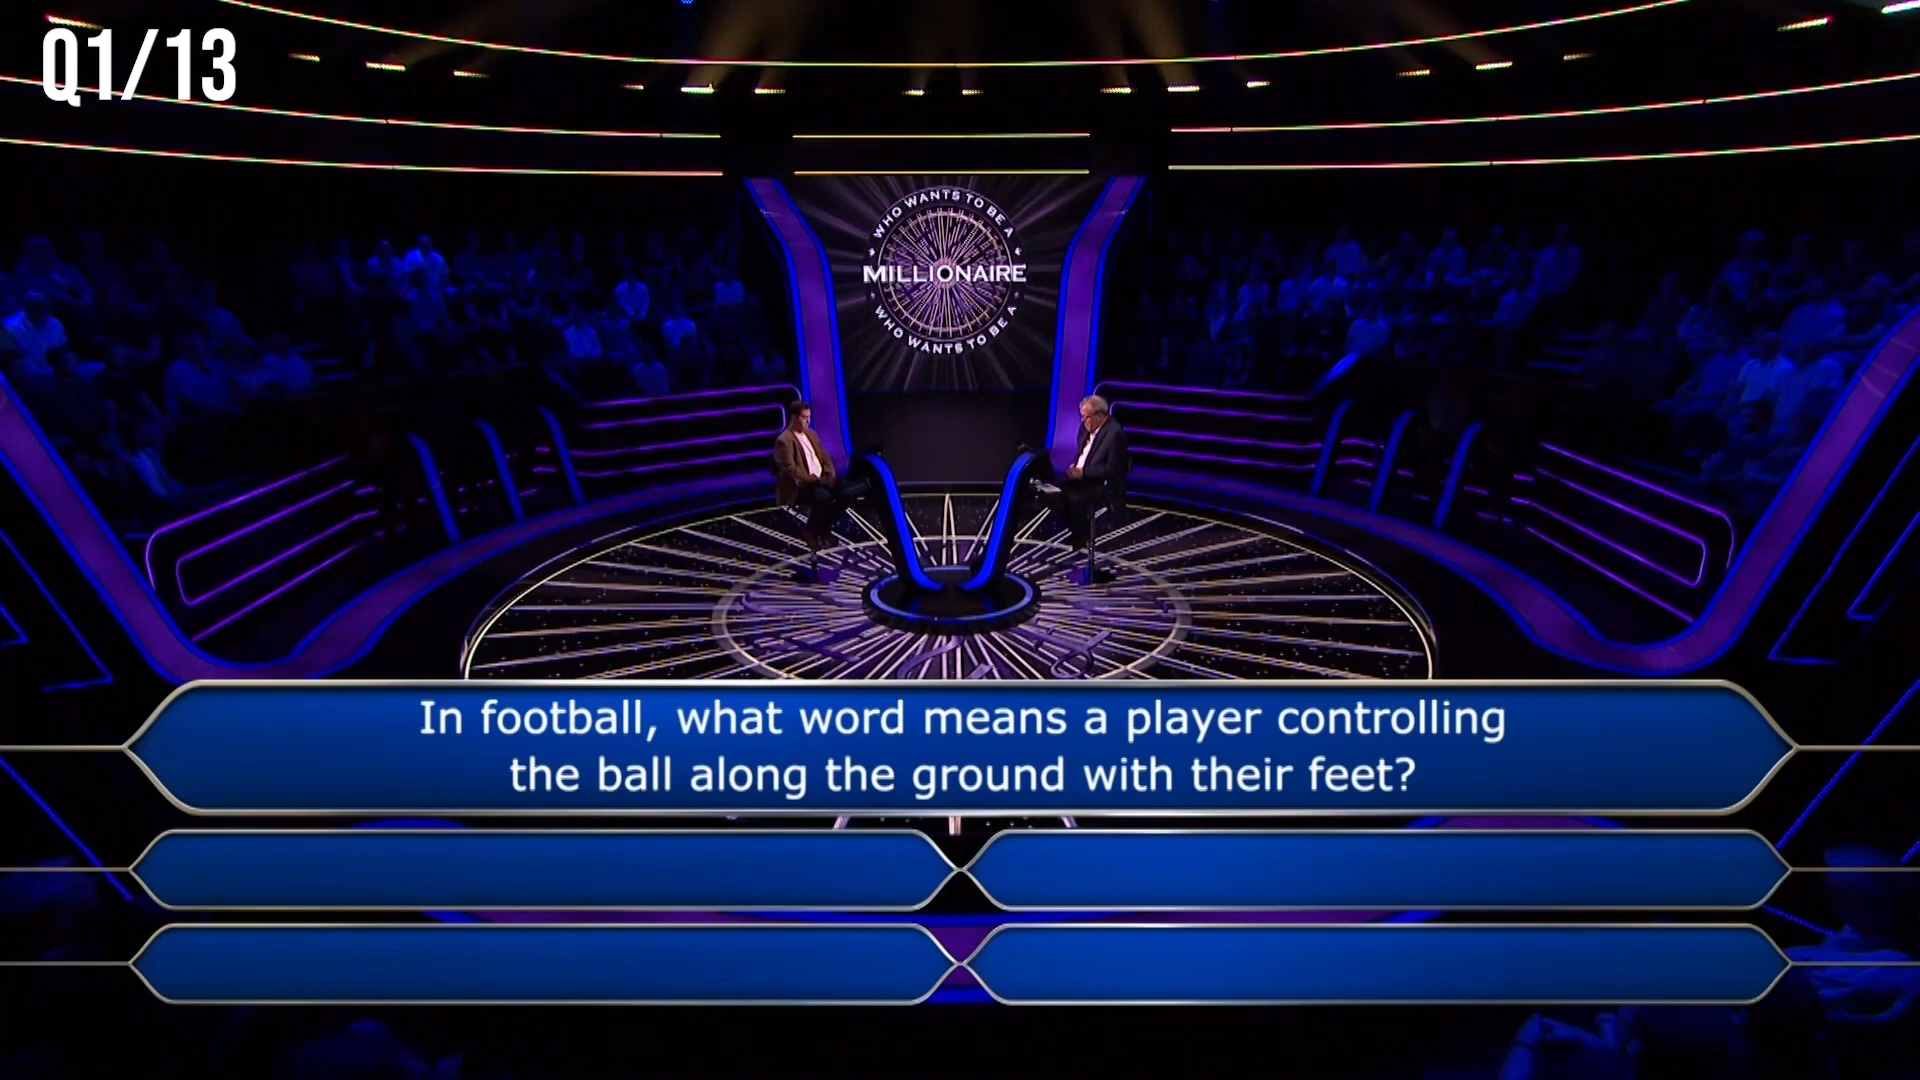 Q1/13
WHO WANTS TO BE A
MILLIONAIRE
WHO WANTS TO BE A
In football, what word means a player controlling
the ball along the ground with their feet?